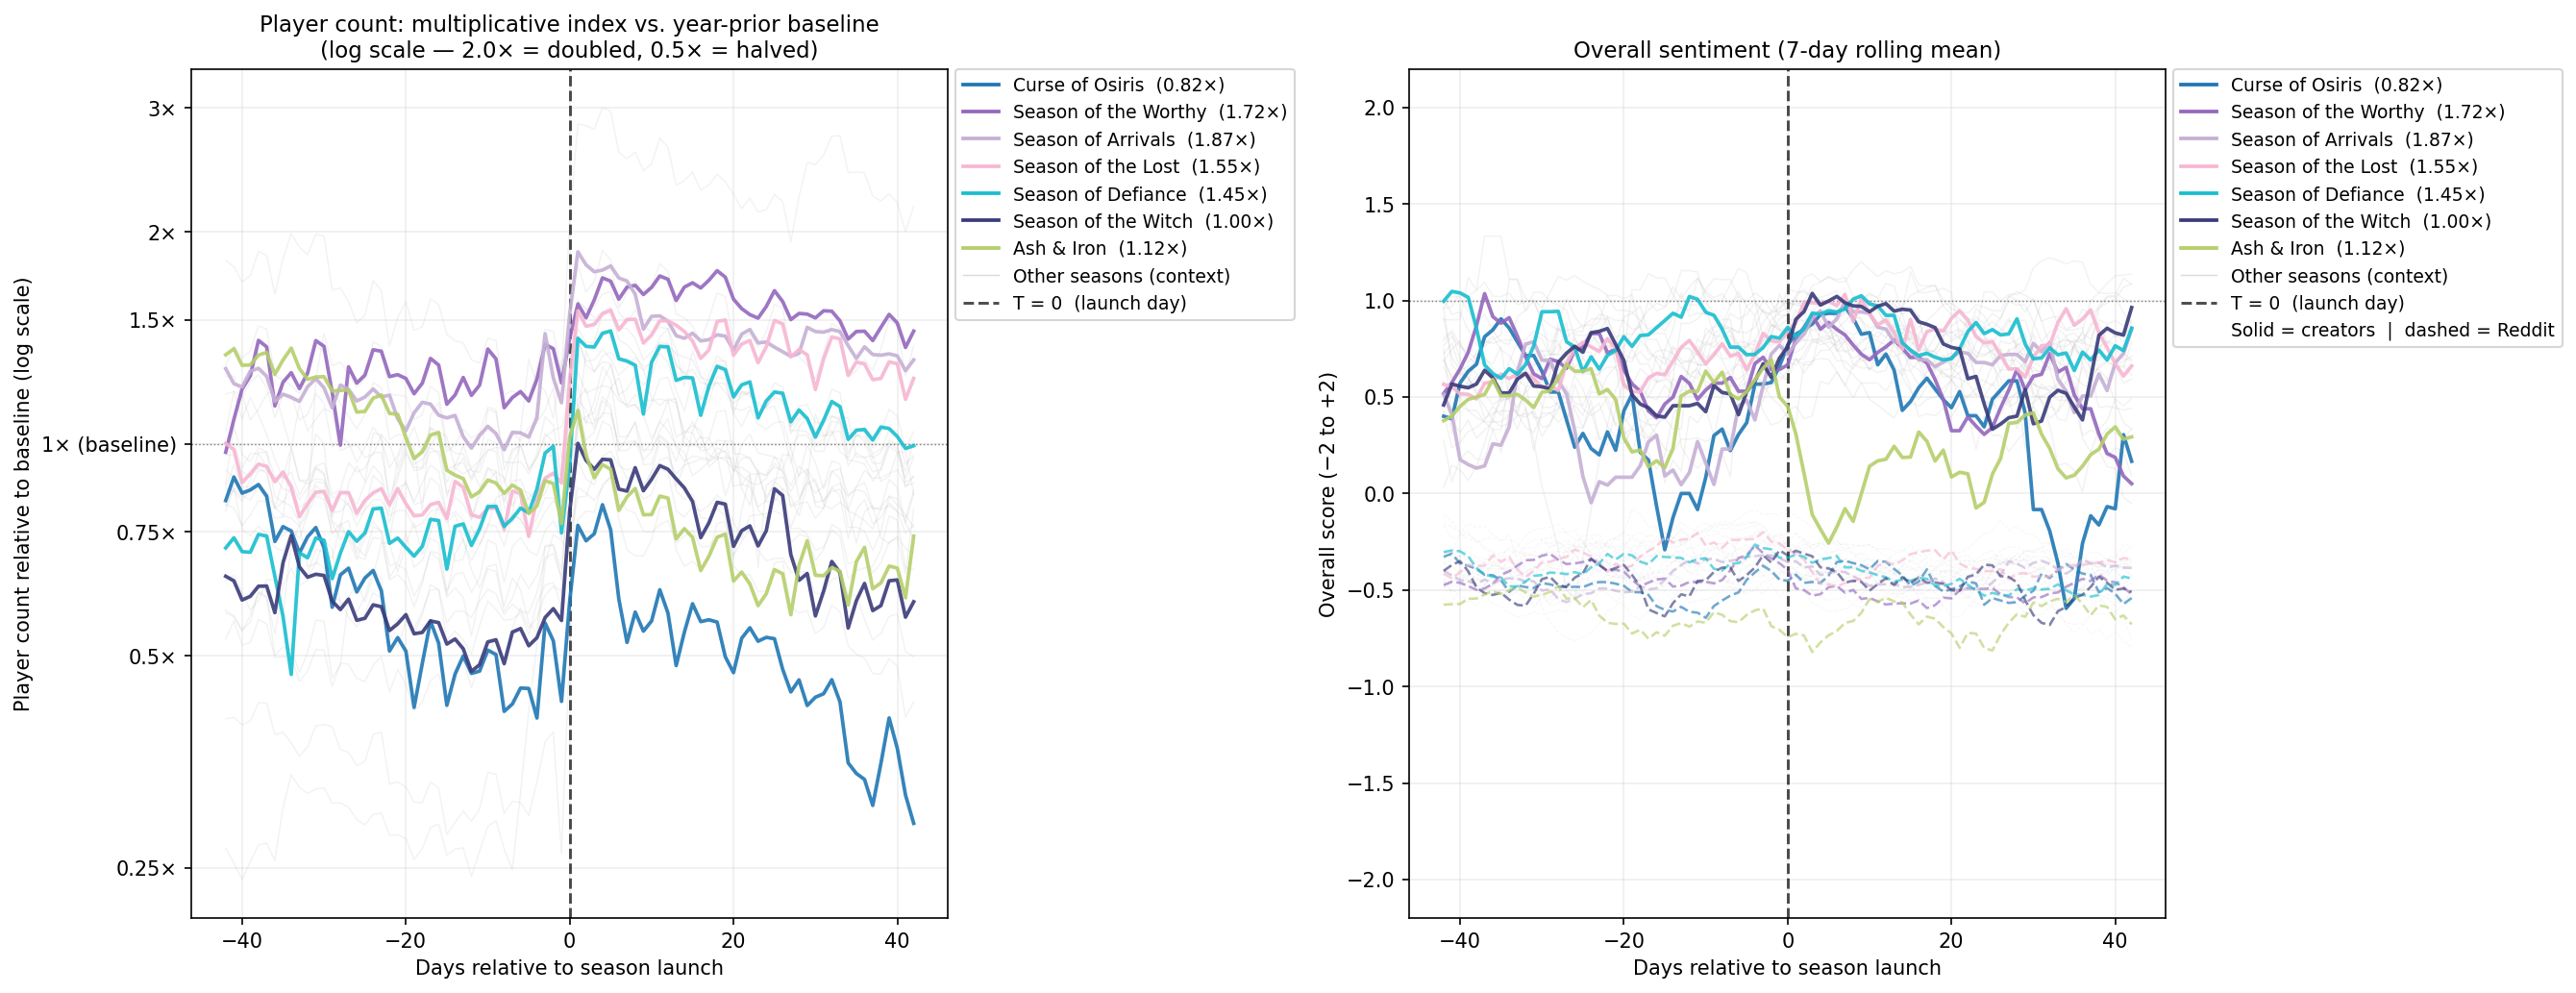 Player count: multiplicative index vs. year-prior baseline
(log scale — 2.0× = doubled, 0.5× = halved)
Player count relative to baseline (log scale)
3×
2×
1.5×
1× (baseline)
0.75×
0.5×
0.25×
−40
−20
0
20
40
Days relative to season launch
Curse of Osiris (0.82×)
Season of the Worthy (1.72×)
Season of Arrivals (1.87×)
Season of the Lost (1.55×)
Season of Defiance (1.45×)
Season of the Witch (1.00×)
Ash & Iron (1.12×)
Other seasons (context)
T = 0 (launch day)
Overall sentiment (7-day rolling mean)
Overall score (−2 to +2)
2.0
1.5
1.0
0.5
0.0
−0.5
−1.0
−1.5
−2.0
−40
−20
0
20
40
Days relative to season launch
Curse of Osiris (0.82×)
Season of the Worthy (1.72×)
Season of Arrivals (1.87×)
Season of the Lost (1.55×)
Season of Defiance (1.45×)
Season of the Witch (1.00×)
Ash & Iron (1.12×)
Other seasons (context)
T = 0 (launch day)
Solid = creators | dashed = Reddit